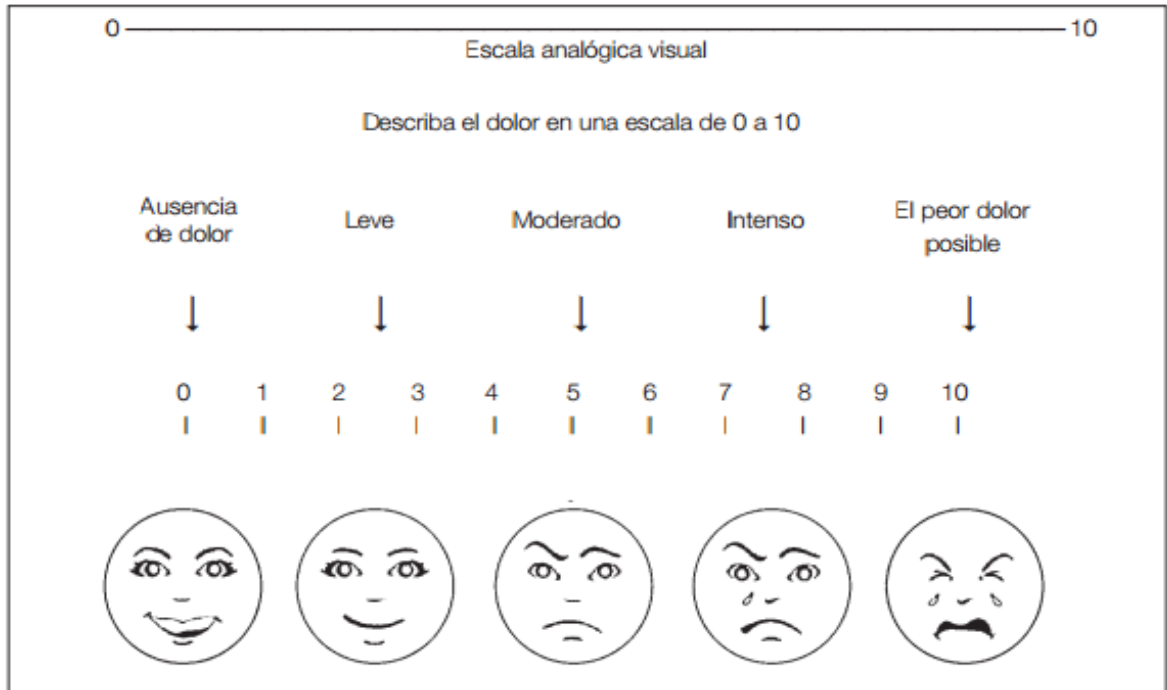 0 10
Escala analógica visual
Describa el dolor en una escala de 0 a 10
Ausencia de dolor
Leve
Moderado
Intenso
El peor dolor posible
0 1 2 3 4 5 6 7 8 9 10